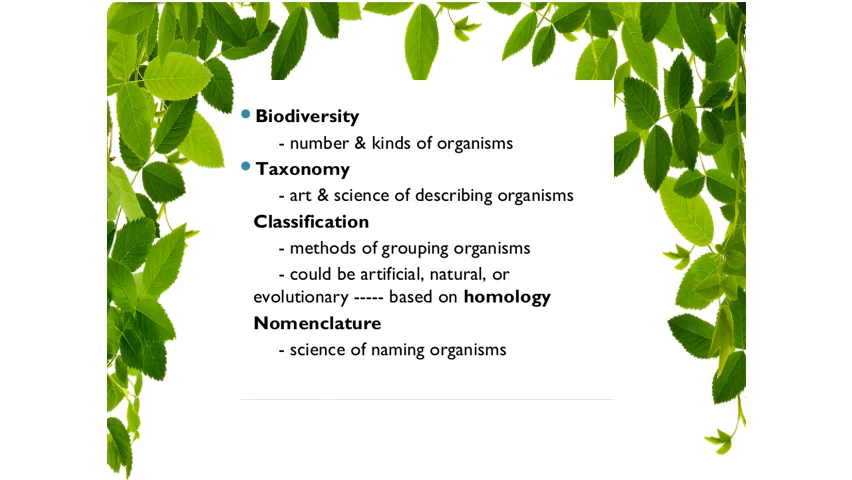 • Biodiversity
- number & kinds of organisms
• Taxonomy
- art & science of describing organisms
Classification
- methods of grouping organisms
- could be artificial, natural, or
evolutionary ----- based on homology
Nomenclature
- science of naming organisms